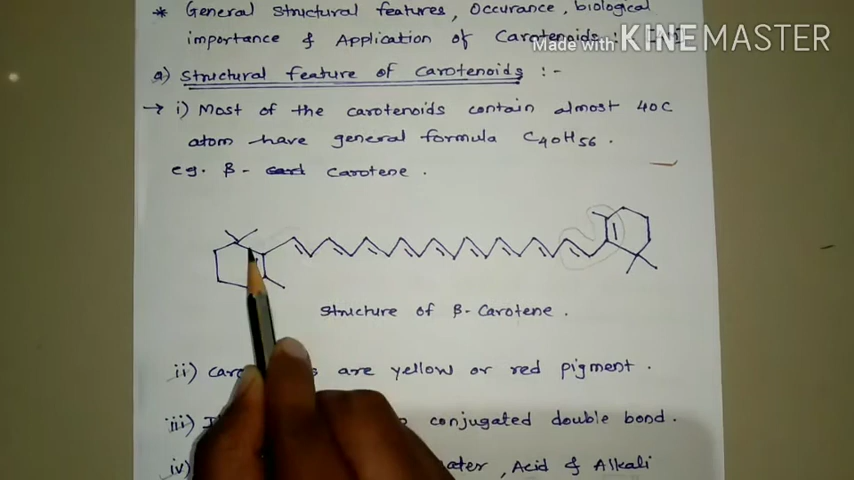 * General structural features, Occurance, biological
importance & Application of Carotenoids :
Made with KINEMASTER
a) Structural feature of Carotenoids :-
→ i) Most of the carotenoids contain almost 40C
atom have general formula C40H56 .
eg. β- Carotene .
Structure of β-Carotene .
ii) are yellow or red pigment .
iii) conjugated double bond .
iv) Acid & Alkali